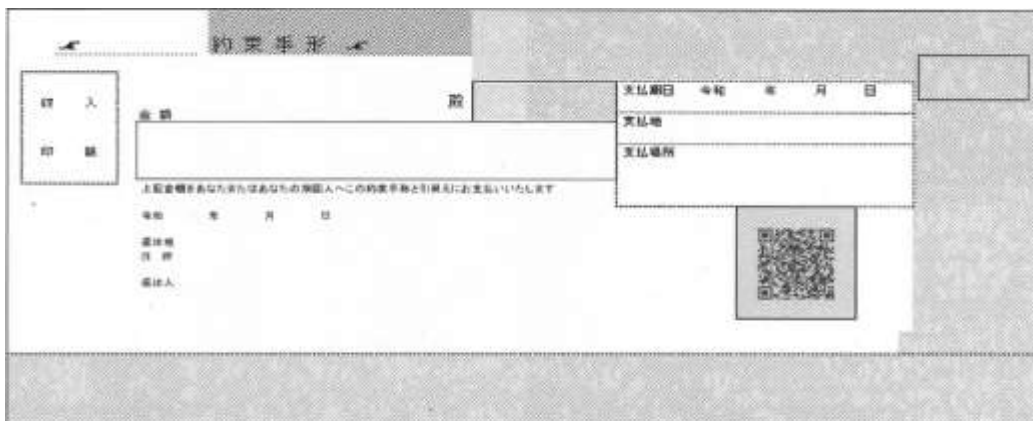 約束手形
収入
印紙
殿
金額
支払期日 令和 年 月 日
支払地
支払場所
上記金額をあなたまたはあなたの指図人へこの約束手形と引替えにお支払いいたします
令和 年 月 日
振出地
住所
振出人